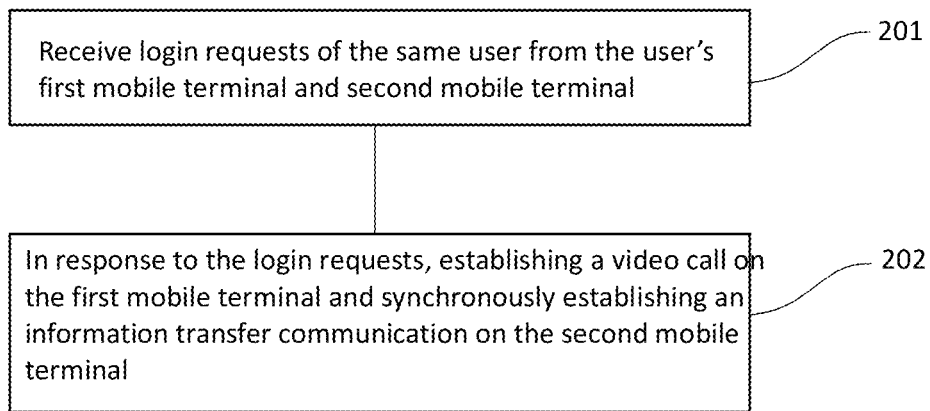 201
Receive login requests of the same user from the user's
first mobile terminal and second mobile terminal
202
In response to the login requests, establishing a video call on
the first mobile terminal and synchronously establishing an
information transfer communication on the second mobile
terminal